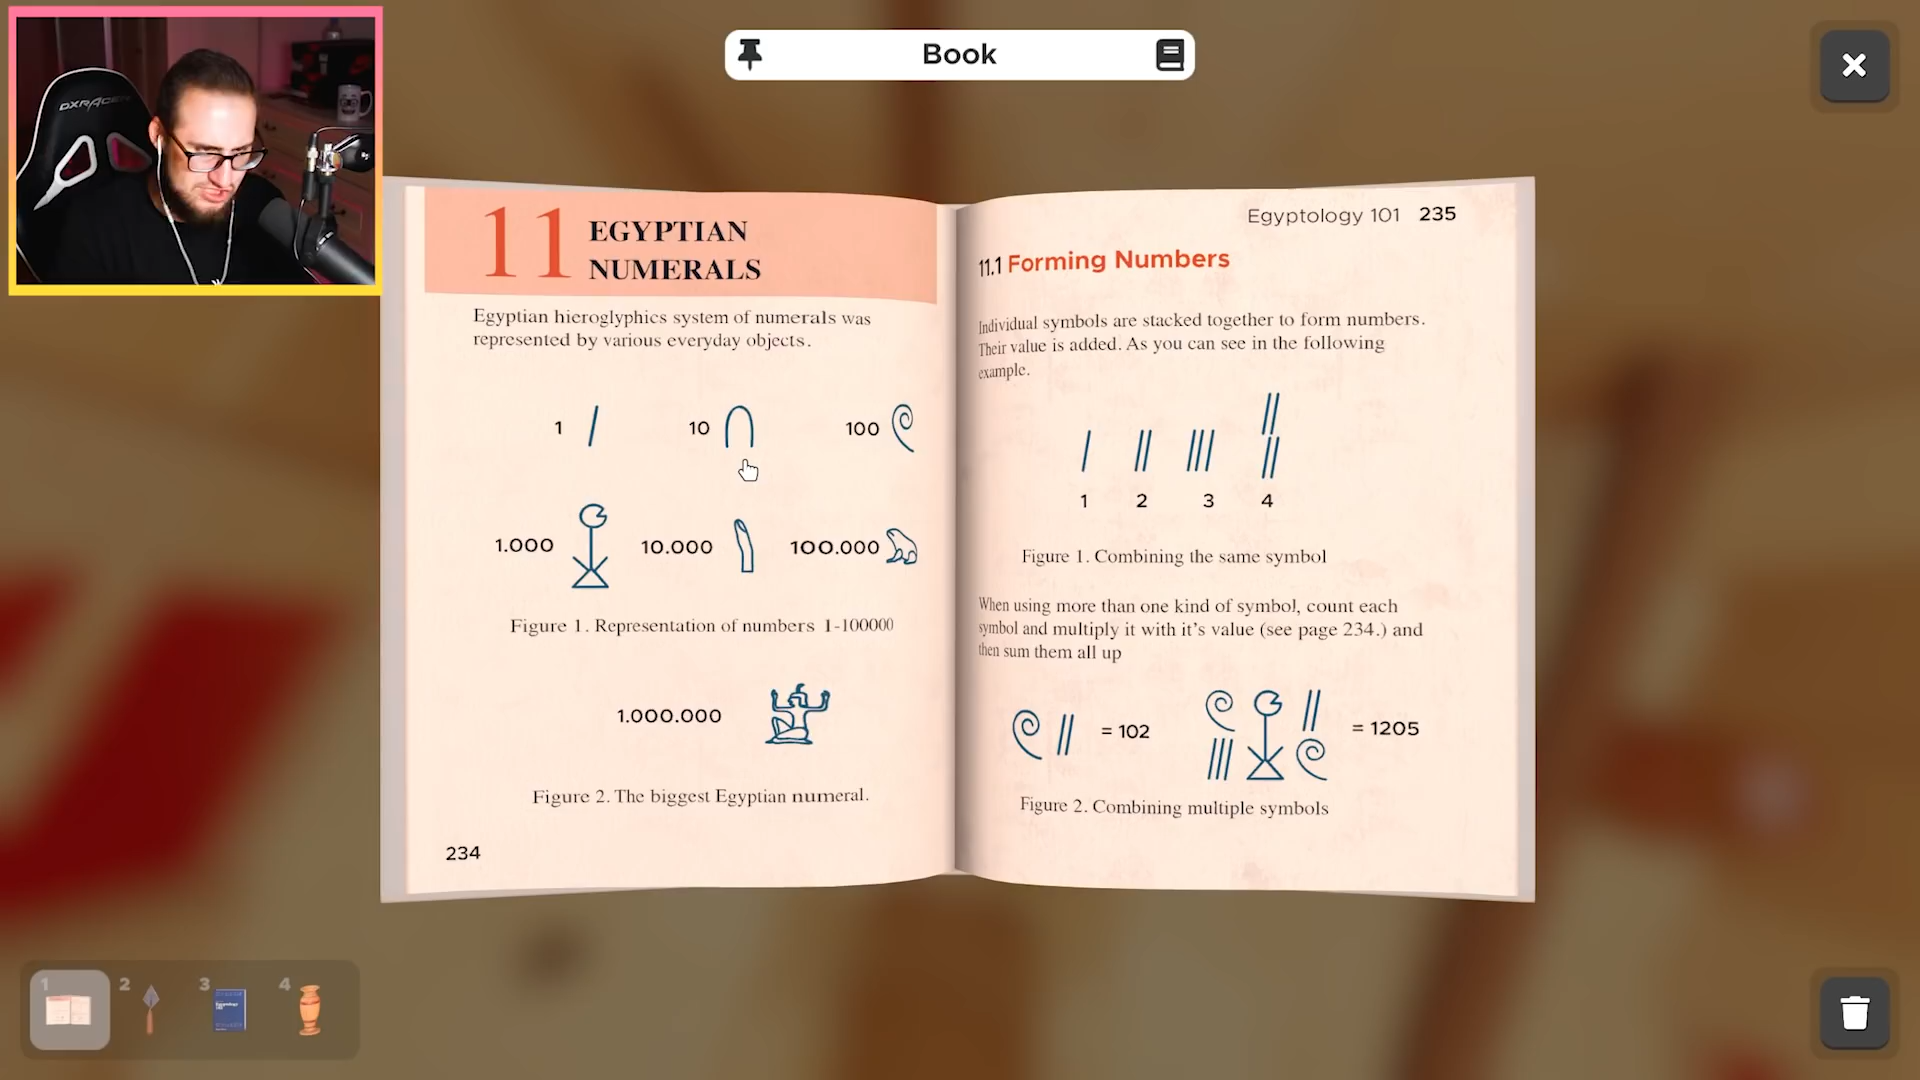 DXRACER
Book
11 EGYPTIAN
NUMERALS
Egyptian hieroglyphics system of numerals was
represented by various everyday objects.
1 10 100
1.000 10.000 100.000
Figure 1. Representation of numbers 1-100000
1.000.000
Figure 2. The biggest Egyptian numeral.
234
Egyptology 101 235
11.1 Forming Numbers
Individual symbols are stacked together to form numbers.
Their value is added. As you can see in the following
example.
1 2 3 4
Figure 1. Combining the same symbol
When using more than one kind of symbol, count each
symbol and multiply it with it's value (see page 234.) and
then sum them all up
= 102 = 1205
Figure 2. Combining multiple symbols
1 2 3 4